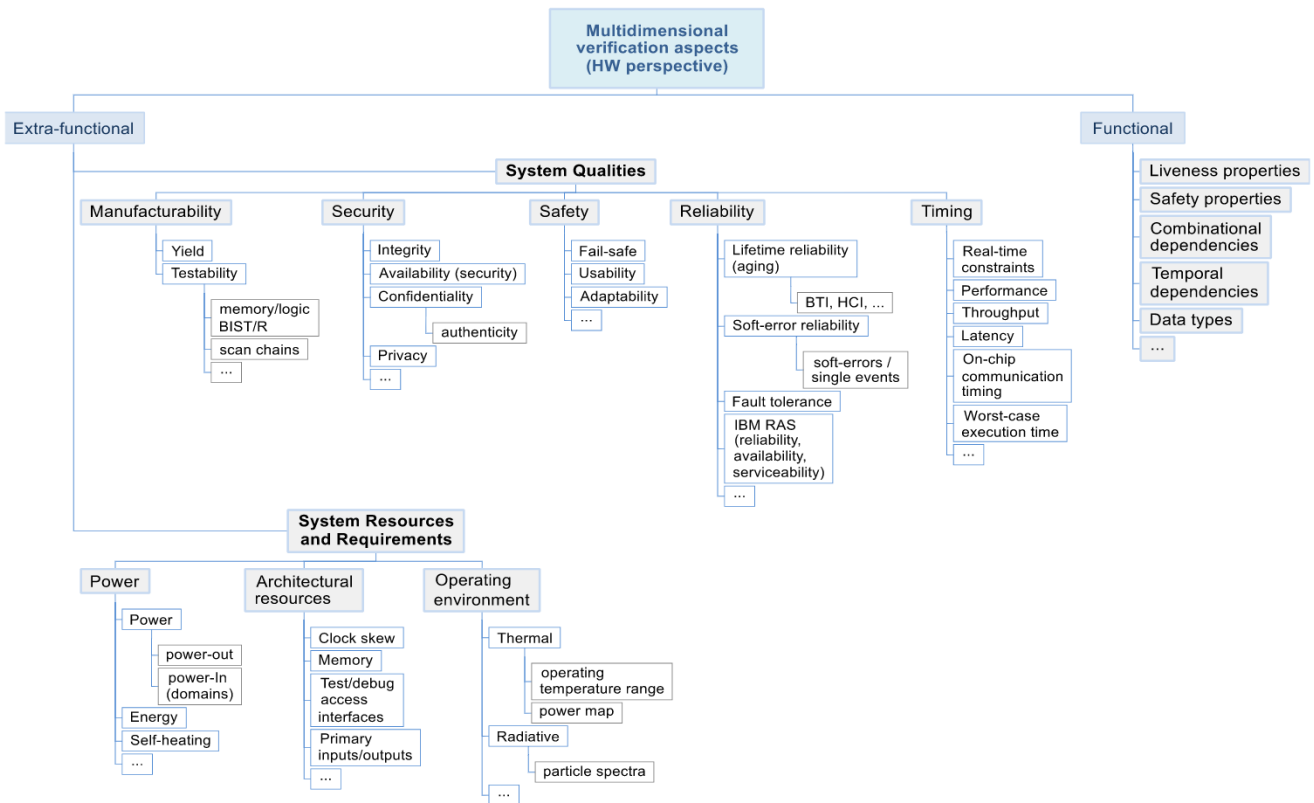 Multidimensional
verification aspects
(HW perspective)
Extra-functional
Functional
System Qualities
Manufacturability
Yield
Testability
memory/logic
BIST/R
scan chains
...
Security
Integrity
Availability (security)
Confidentiality
authenticity
Privacy
...
Safety
Fail-safe
Usability
Adaptability
...
Reliability
Lifetime reliability
(aging)
BTI, HCI, ...
Soft-error reliability
soft-errors /
single events
Fault tolerance
IBM RAS
(reliability,
availability,
serviceability)
...
Timing
Real-time
constraints
Performance
Throughput
Latency
On-chip
communication
timing
Worst-case
execution time
...
Liveness properties
Safety properties
Combinational
dependencies
Temporal
dependencies
Data types
...
System Resources
and Requirements
Power
Power
power-out
power-In
(domains)
Energy
Self-heating
...
Architectural
resources
Clock skew
Memory
Test/debug
access
interfaces
Primary
inputs/outputs
...
Operating
environment
Thermal
operating
temperature range
power map
Radiative
particle spectra
...